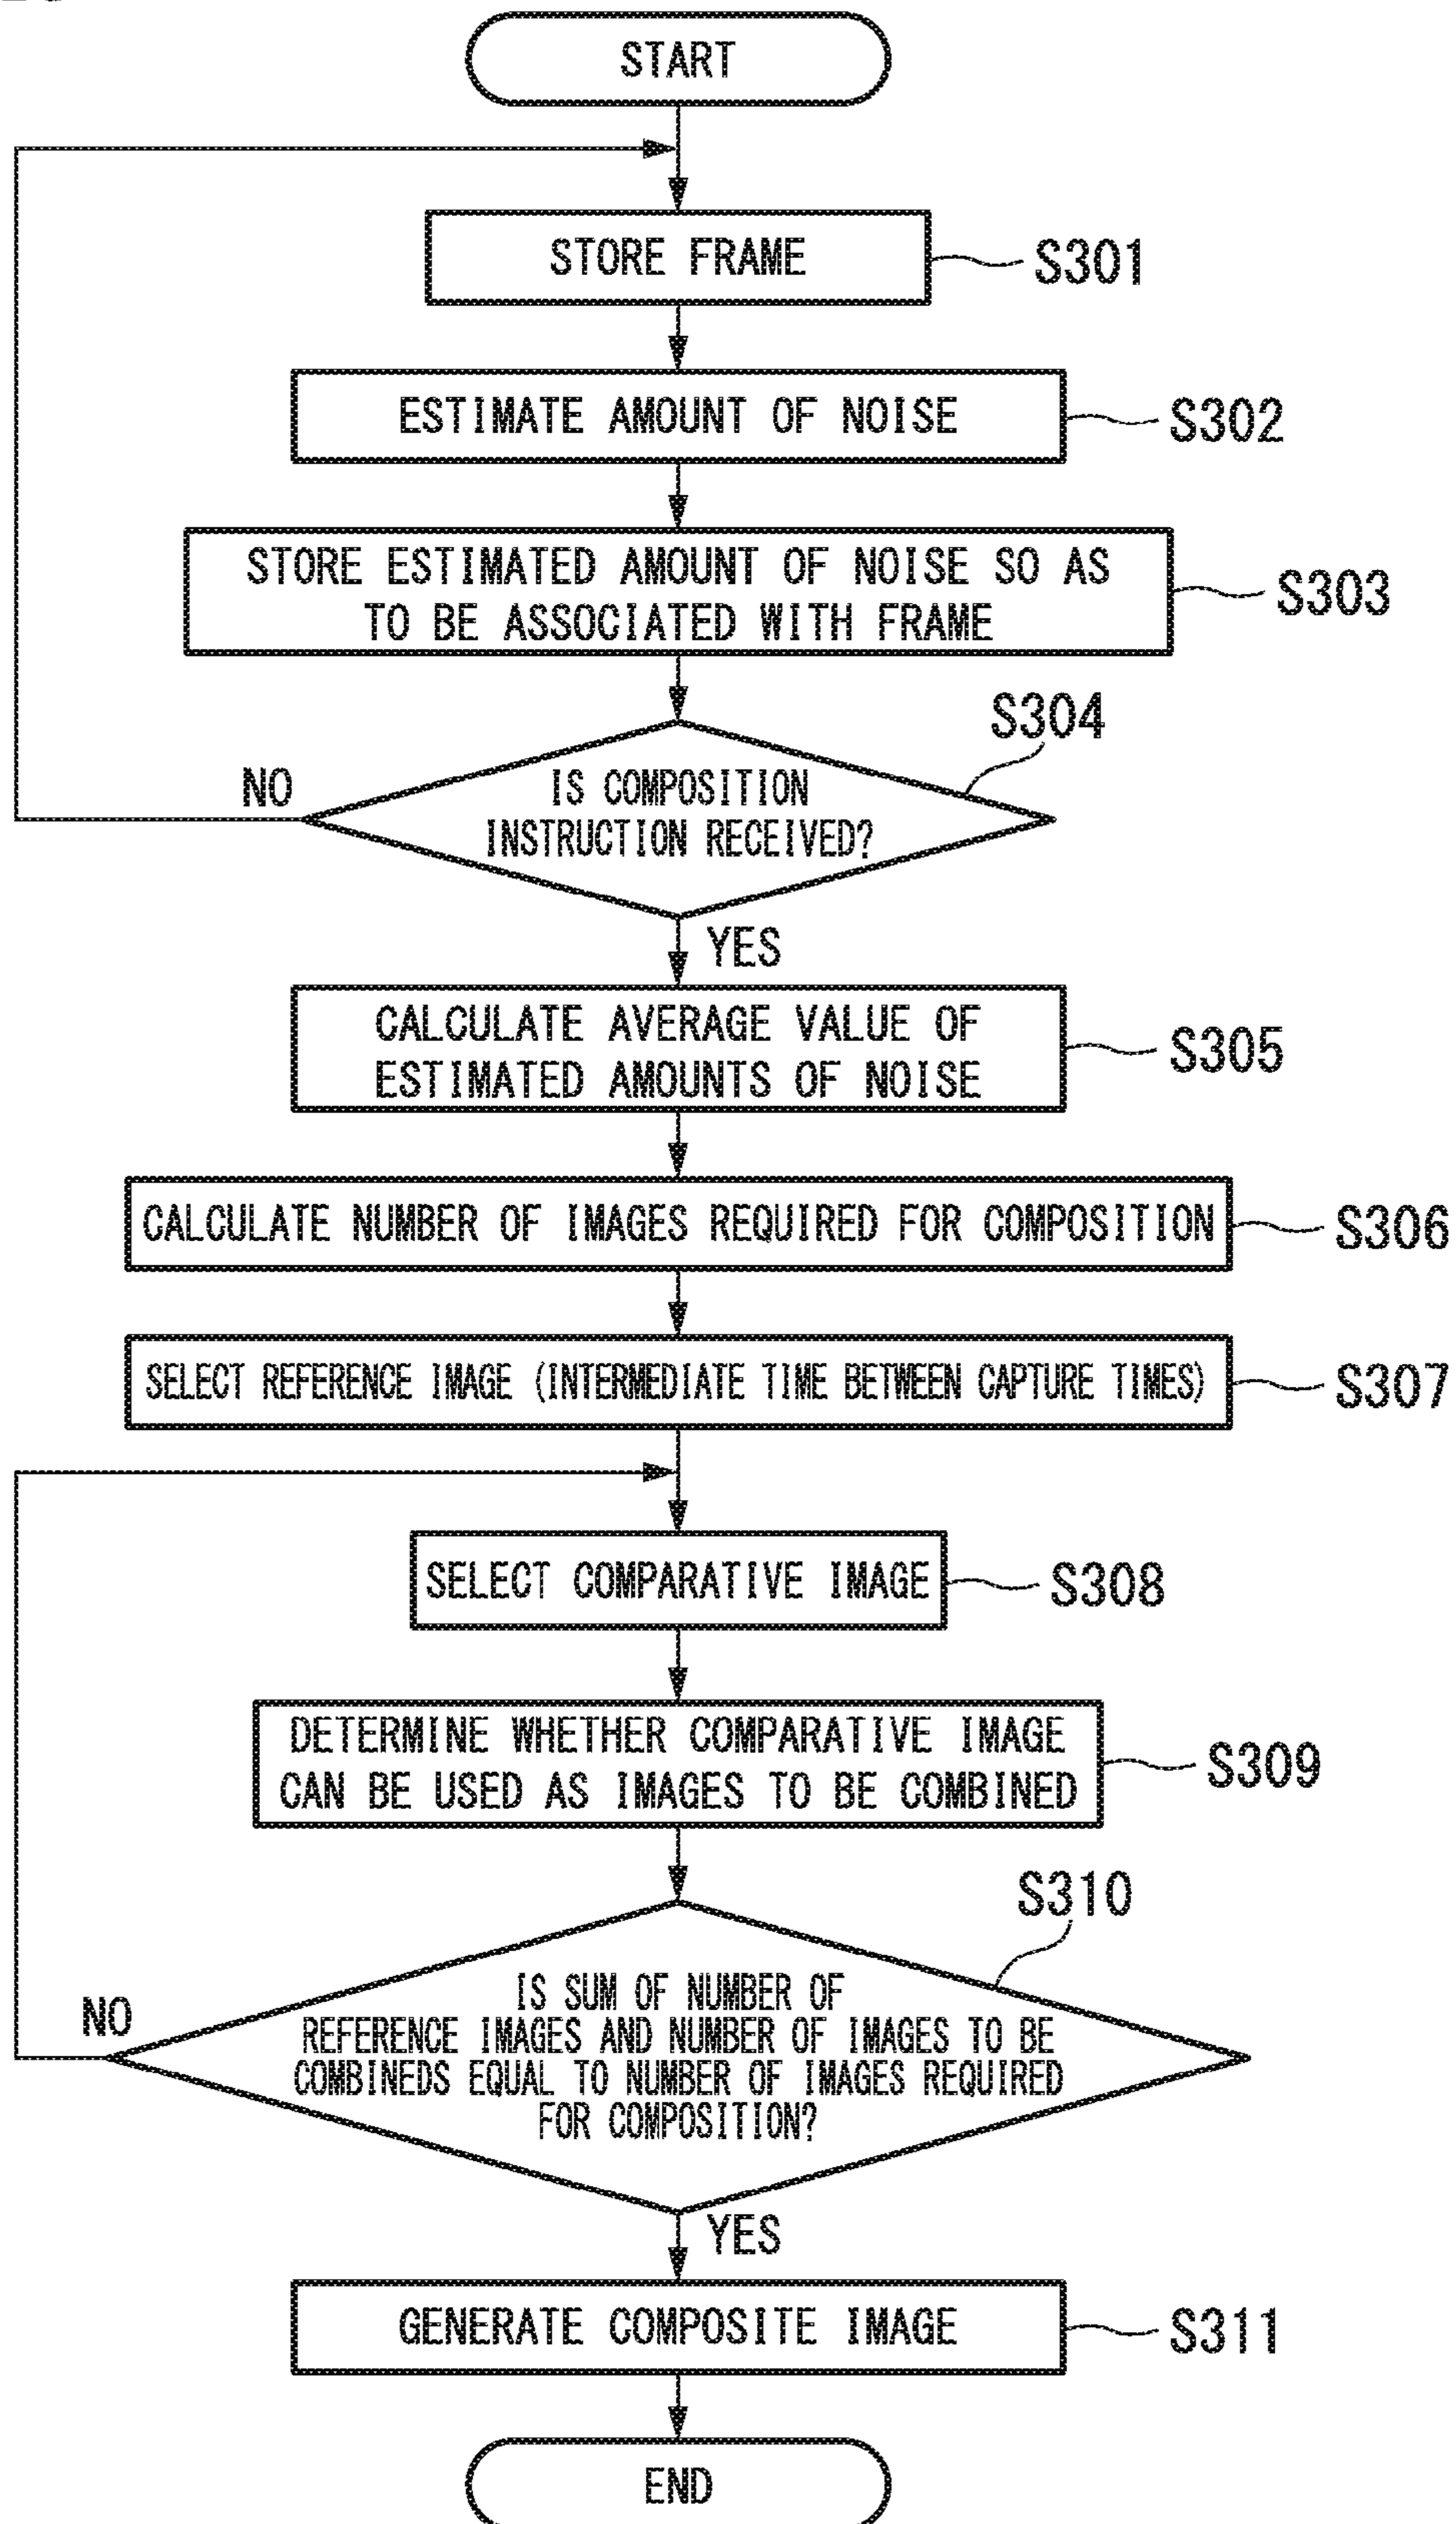 START
STORE FRAME
S301
ESTIMATE AMOUNT OF NOISE
S302
STORE ESTIMATED AMOUNT OF NOISE SO AS
TO BE ASSOCIATED WITH FRAME
S303
S304
NO
IS COMPOSITION
INSTRUCTION RECEIVED?
YES
CALCULATE AVERAGE VALUE OF
ESTIMATED AMOUNTS OF NOISE
S305
CALCULATE NUMBER OF IMAGES REQUIRED FOR COMPOSITION
S306
SELECT REFERENCE IMAGE (INTERMEDIATE TIME BETWEEN CAPTURE TIMES)
S307
SELECT COMPARATIVE IMAGE
S308
DETERMINE WHETHER COMPARATIVE IMAGE
CAN BE USED AS IMAGES TO BE COMBINED
S309
S310
NO
IS SUM OF NUMBER OF
REFERENCE IMAGES AND NUMBER OF IMAGES TO BE
COMBINEDS EQUAL TO NUMBER OF IMAGES REQUIRED
FOR COMPOSITION?
YES
GENERATE COMPOSITE IMAGE
S311
END